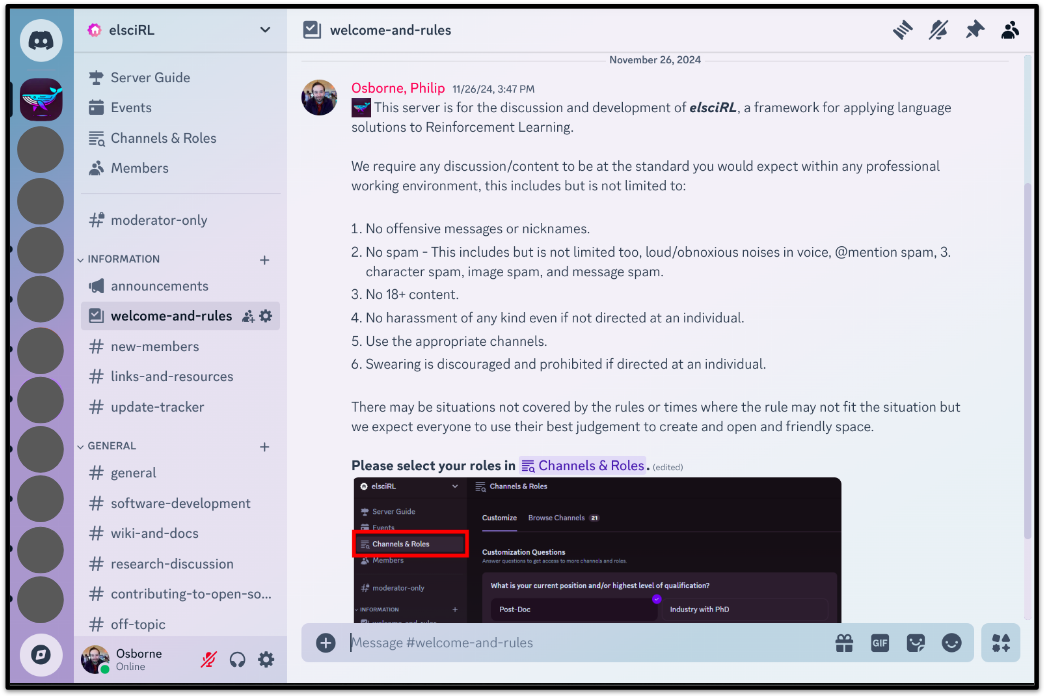 elsciRL
Server Guide
Events
Channels & Roles
Members
moderator-only
INFORMATION
announcements
welcome-and-rules
new-members
links-and-resources
update-tracker
GENERAL
general
software-development
wiki-and-docs
research-discussion
contributing-to-open-so...
off-topic
Osborne
Online
welcome-and-rules
November 26, 2024
Osborne, Philip 11/26/24, 3:47 PM
This server is for the discussion and development of elsciRL, a framework for applying language
solutions to Reinforcement Learning.
We require any discussion/content to be at the standard you would expect within any professional
working environment, this includes but is not limited to:
1. No offensive messages or nicknames.
2. No spam - This includes but is not limited too, loud/obnoxious noises in voice, @mention spam, 3.
character spam, image spam, and message spam.
3. No 18+ content.
4. No harassment of any kind even if not directed at an individual.
5. Use the appropriate channels.
6. Swearing is discouraged and prohibited if directed at an individual.
There may be situations not covered by the rules or times where the rule may not fit the situation but
we expect everyone to use their best judgement to create and open and friendly space.
Please select your roles in Channels & Roles. (edited)
elsciRL
Server Guide
Events
Channels & Roles
Members
moderator-only
INFORMATION
welcome-and-rules
Channels & Roles
Customize Browse Channels 21
Customization Questions
Answer questions to get access to more channels and roles.
What is your current position and/or highest level of qualification?
Post-Doc Industry with PhD
Message #welcome-and-rules
GIF